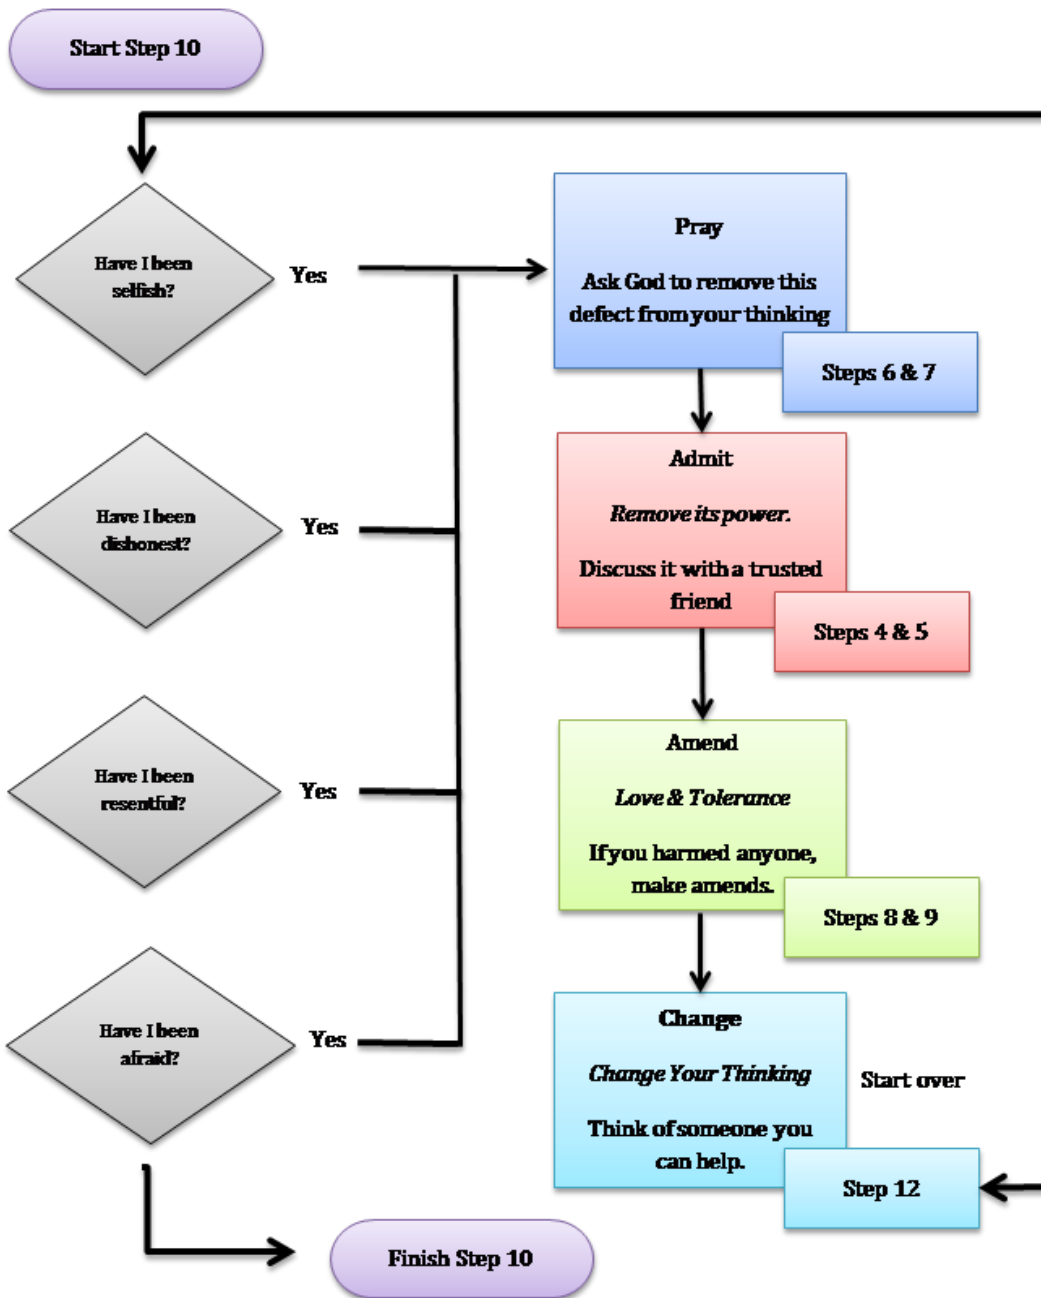 Start Step 10
Have I been
selfish?
Yes
Pray
Ask God to remove this
defect from your thinking
Steps 6 & 7
Have I been
dishonest?
Yes
Admit
Remove its power.
Discuss it with a trusted
friend
Steps 4 & 5
Have I been
resentful?
Yes
Amend
Love & Tolerance
If you harmed anyone,
make amends.
Steps 8 & 9
Have I been
afraid?
Yes
Change
Change Your Thinking
Think of someone you
can help.
Start over
Step 12
Finish Step 10